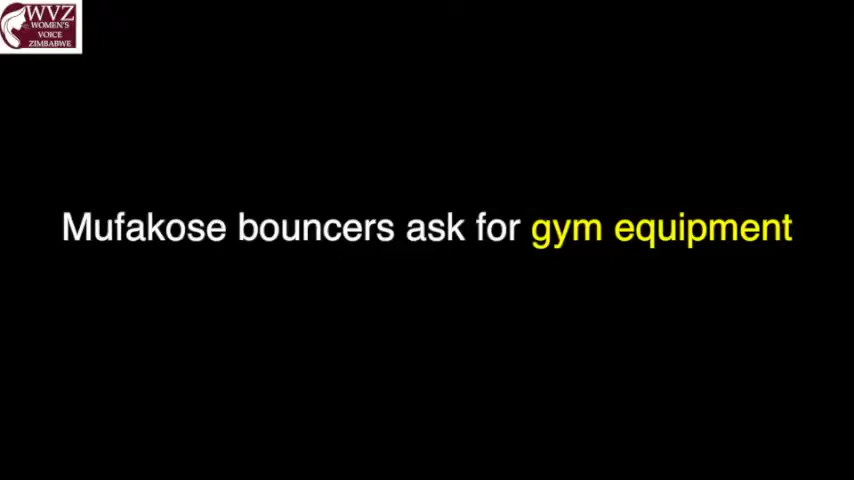 WVZ
WOMEN'S
VOICE
ZIMBABWE
Mufakose bouncers ask for gym equipment